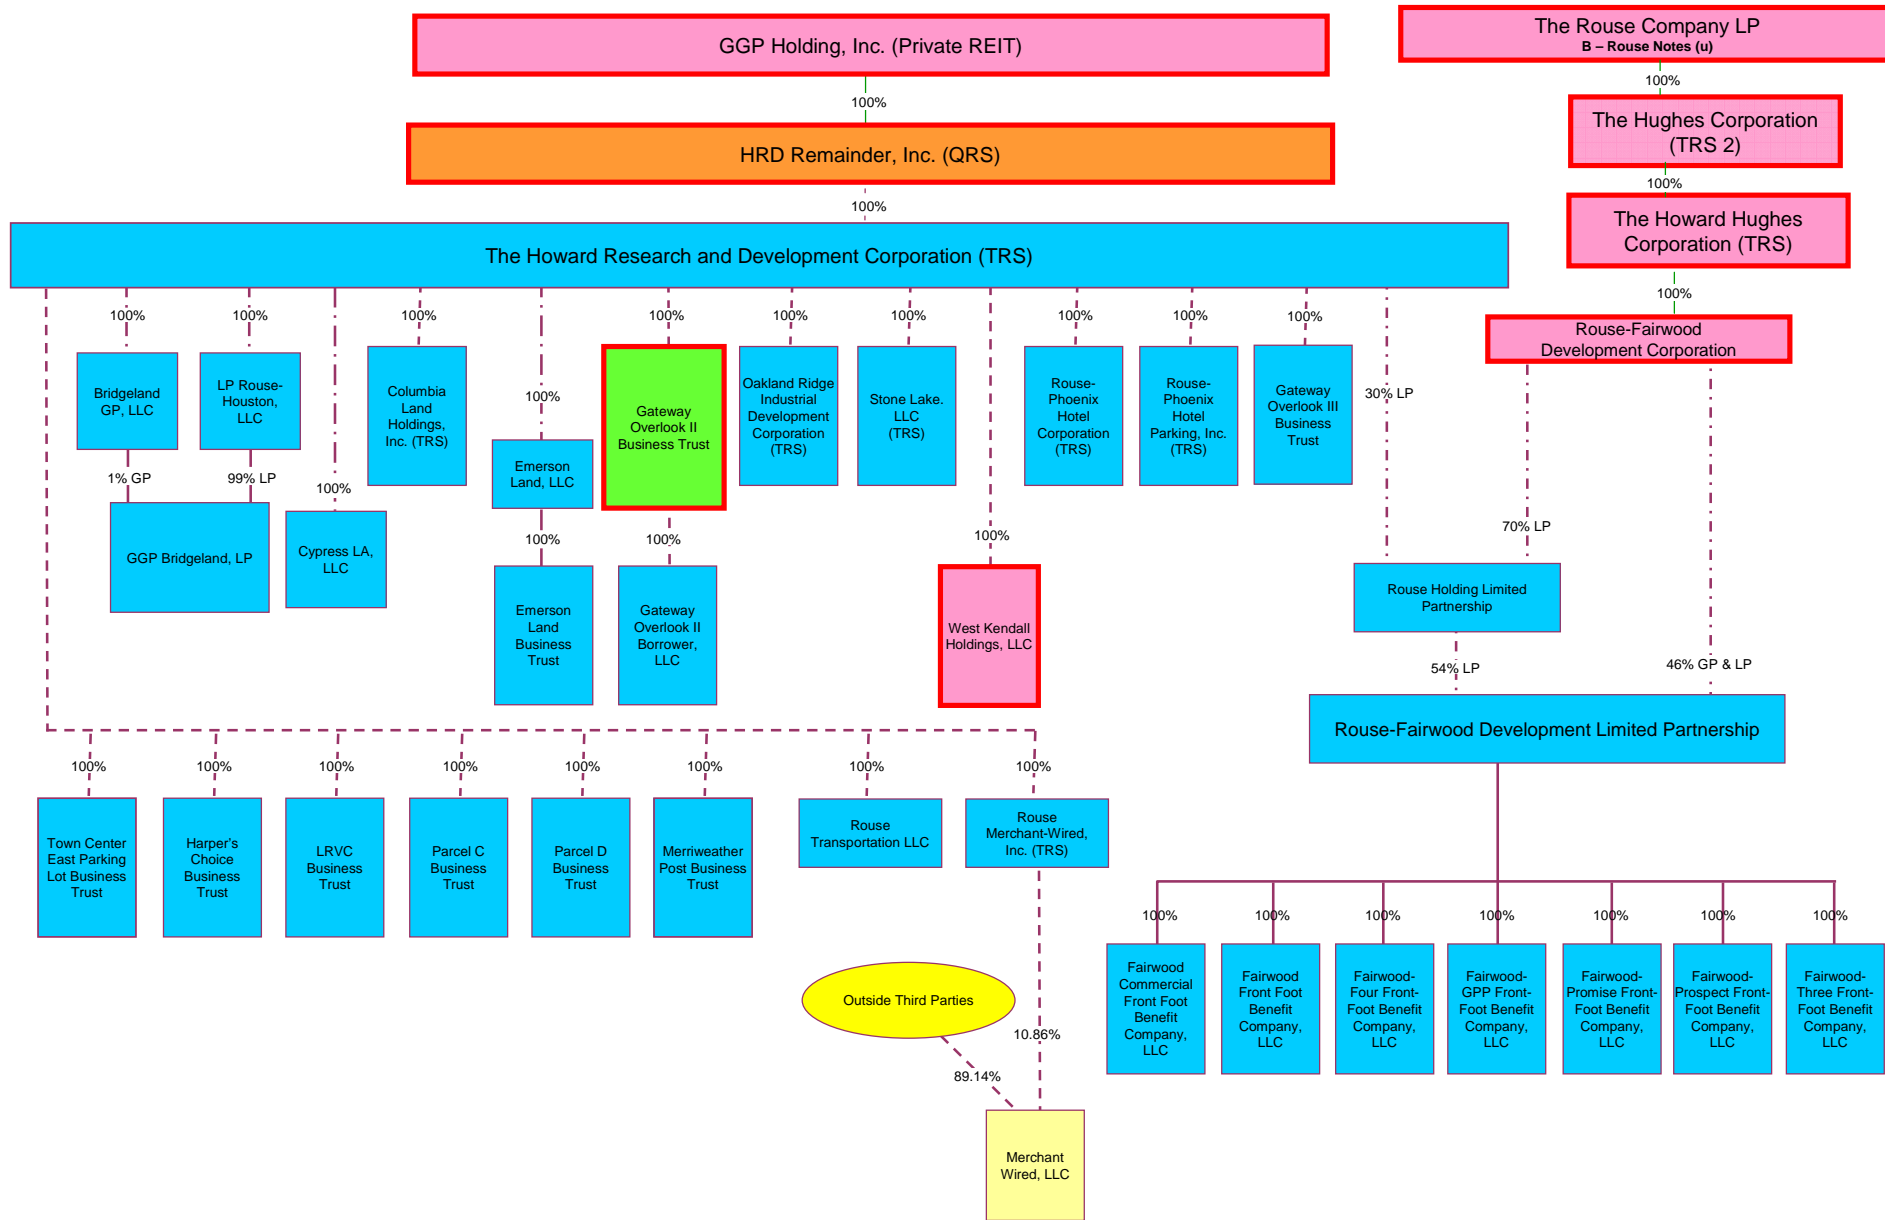 GGP Holding, Inc. (Private REIT)
The Rouse Company LP
B – Rouse Notes (u)
100%
100%
HRD Remainder, Inc. (QRS)
The Hughes Corporation
(TRS 2)
100%
100%
The Howard Research and Development Corporation (TRS)
The Howard Hughes
Corporation (TRS)
100%
Rouse-Fairwood
Development Corporation
100%
100%
100%
100%
100%
100%
100%
100%
100%
Bridgeland
GP, LLC
LP Rouse-
Houston,
LLC
Columbia
Land
Holdings,
Inc. (TRS)
100%
Gateway
Overlook II
Business Trust
Oakland Ridge
Industrial
Development
Corporation
(TRS)
Stone Lake.
LLC
(TRS)
Rouse-
Phoenix
Hotel
Corporation
(TRS)
Rouse-
Phoenix
Hotel
Parking, Inc.
(TRS)
Gateway
Overlook III
Business
Trust
30% LP
1% GP
99% LP
100%
Emerson
Land, LLC
GGP Bridgeland, LP
Cypress LA,
LLC
100%
100%
100%
70% LP
Emerson
Land
Business
Trust
Gateway
Overlook II
Borrower,
LLC
West Kendall
Holdings, LLC
Rouse Holding Limited
Partnership
54% LP
46% GP & LP
Rouse-Fairwood Development Limited Partnership
100%
100%
100%
100%
100%
100%
100%
100%
Town Center
East Parking
Lot Business
Trust
Harper's
Choice
Business
Trust
LRVC
Business
Trust
Parcel C
Business
Trust
Parcel D
Business
Trust
Merriweather
Post Business
Trust
Rouse
Transportation LLC
Rouse
Merchant-Wired,
Inc. (TRS)
100%
100%
100%
100%
100%
100%
100%
Fairwood
Commercial
Front Foot
Benefit
Company,
LLC
Fairwood
Front Foot
Benefit
Company,
LLC
Fairwood-
Four Front-
Foot Benefit
Company,
LLC
Fairwood-
GPP Front-
Foot Benefit
Company,
LLC
Fairwood-
Promise Front-
Foot Benefit
Company,
LLC
Fairwood-
Prospect Front-
Foot Benefit
Company,
LLC
Fairwood-
Three Front-
Foot Benefit
Company,
LLC
Outside Third Parties
10.86%
89.14%
Merchant
Wired, LLC